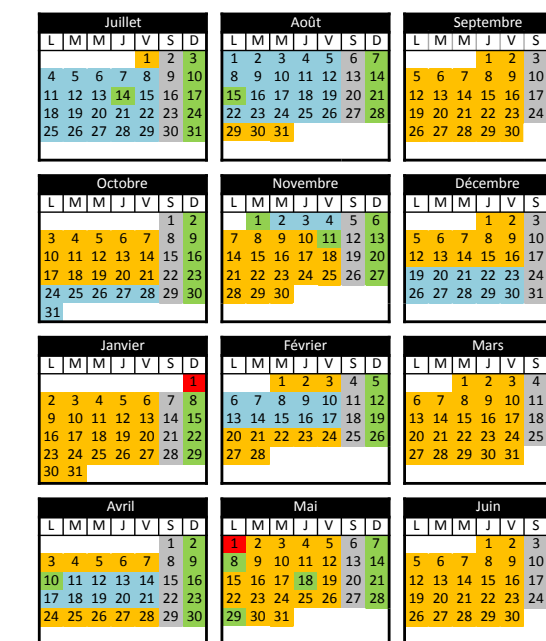 Juillet Août Septembre
L M M J V S D L M M J V S D L M M J V S
1 2 3 1 2 3 4 5 6 7 1 2 3
4 5 6 7 8 9 10 8 9 10 11 12 13 14 5 6 7 8 9 10
11 12 13 14 15 16 17 15 16 17 18 19 20 21 12 13 14 15 16 17
18 19 20 21 22 23 24 22 23 24 25 26 27 28 19 20 21 22 23 24
25 26 27 28 29 30 31 29 30 31 26 27 28 29 30
Octobre Novembre Décembre
L M M J V S D L M M J V S D L M M J V S
1 2 1 2 3 4 5 6 1 2 3
3 4 5 6 7 8 9 7 8 9 10 11 12 13 5 6 7 8 9 10
10 11 12 13 14 15 16 14 15 16 17 18 19 20 12 13 14 15 16 17
17 18 19 20 21 22 23 21 22 23 24 25 26 27 19 20 21 22 23 24
24 25 26 27 28 29 30 28 29 30 26 27 28 29 30 31
31
Janvier Février Mars
L M M J V S D L M M J V S D L M M J V S
1 1 2 3 4 5 1 2 3 4
2 3 4 5 6 7 8 6 7 8 9 10 11 12 6 7 8 9 10 11
9 10 11 12 13 14 15 13 14 15 16 17 18 19 13 14 15 16 17 18
16 17 18 19 20 21 22 20 21 22 23 24 25 26 20 21 22 23 24 25
23 24 25 26 27 28 29 27 28 27 28 29 30 31
30 31
Avril Mai Juin
L M M J V S D L M M J V S D L M M J V S
1 2 1 2 3 4 5 6 7 1 2 3
3 4 5 6 7 8 9 8 9 10 11 12 13 14 5 6 7 8 9 10
10 11 12 13 14 15 16 15 16 17 18 19 20 21 12 13 14 15 16 17
17 18 19 20 21 22 23 22 23 24 25 26 27 28 19 20 21 22 23 24
24 25 26 27 28 29 30 29 30 31 26 27 28 29 30